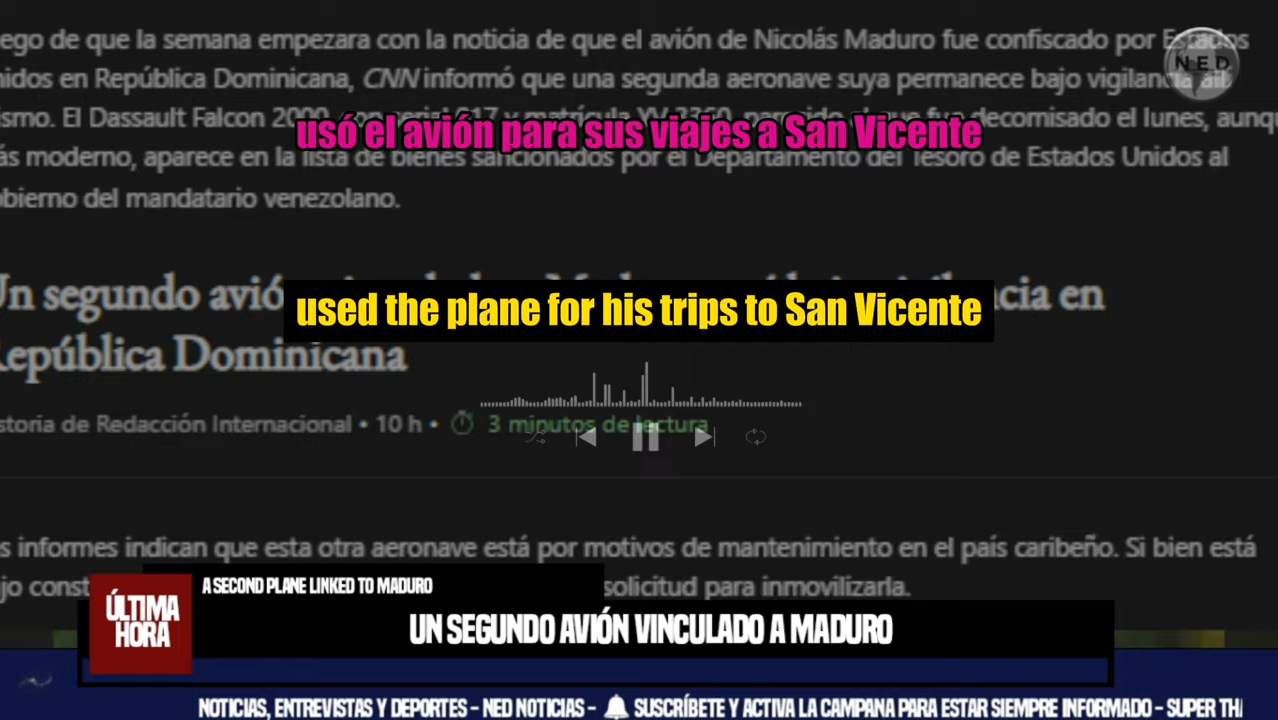 ego de que la semana empezara con la noticia de que el avión de Nicolás Maduro fue confiscado por Estados
NED
nidos en República Dominicana, CNN informó que una segunda aeronave suya permanece bajo vigilancia allí
ismo. El Dassault Falcon 2000, decomisado el lunes, aunqu
usó el avión para sus viajes a San Vicente
ás moderno, aparece en la lista de bienes sancionados por el Departamento del Tesoro de Estados Unidos al
obierno del mandatario venezolano.
Un segundo avió cia en
used the plane for his trips to San Vicente
República Dominicana
storia de Redacción Internacional • 10 h • 3 minutos de lectura
s informes indican que esta otra aeronave está por motivos de mantenimiento en el país caribeño. Si bien está
jo const solicitud para inmovilizarla.
A SECOND PLANE LINKED TO MADURO
ÚLTIMA
HORA
UN SEGUNDO AVIÓN VINCULADO A MADURO
NOTICIAS, ENTREVISTAS Y DEPORTES - NED NOTICIAS - SUSCRÍBETE Y ACTIVA LA CAMPANA PARA ESTAR SIEMPRE INFORMADO - SUPER THA